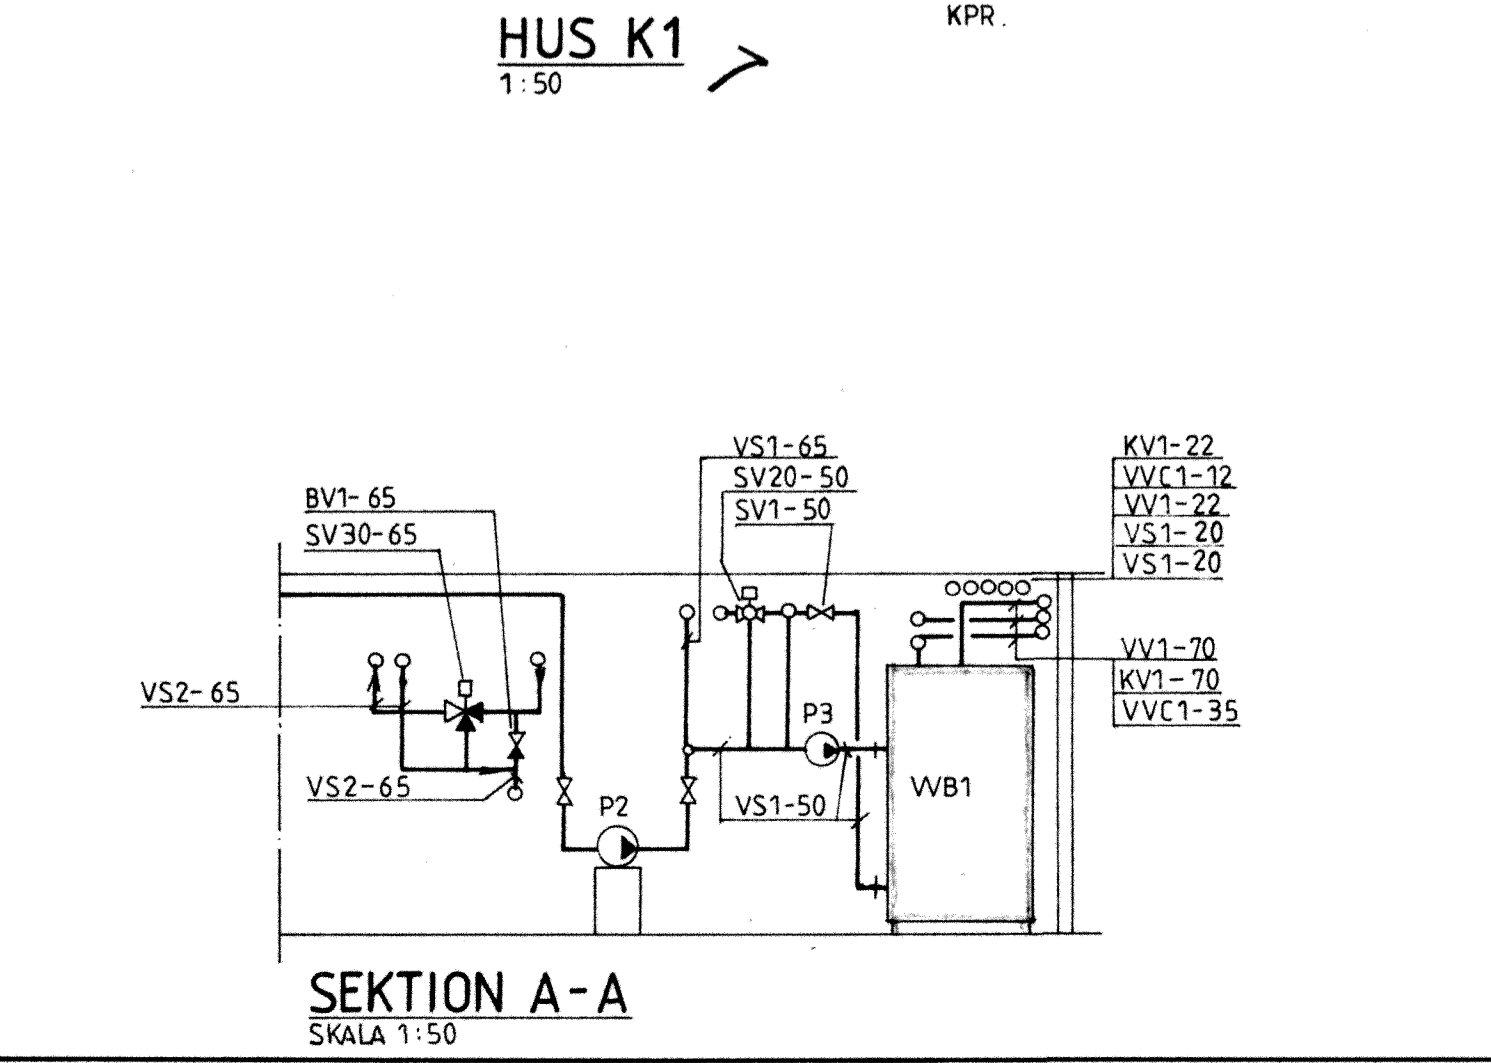 KPR.
HUS K1
1:50
VS1-65
SV20-50
SV1-50
KV1-22
VVC1-12
VV1-22
VS1-20
VS1-20
BV1-65
SV30-65
VS2-65
VV1-70
KV1-70
VVC1-35
P3
VS2-65
P2
VS1-50
VVB1
SEKTION A-A
SKALA 1:50